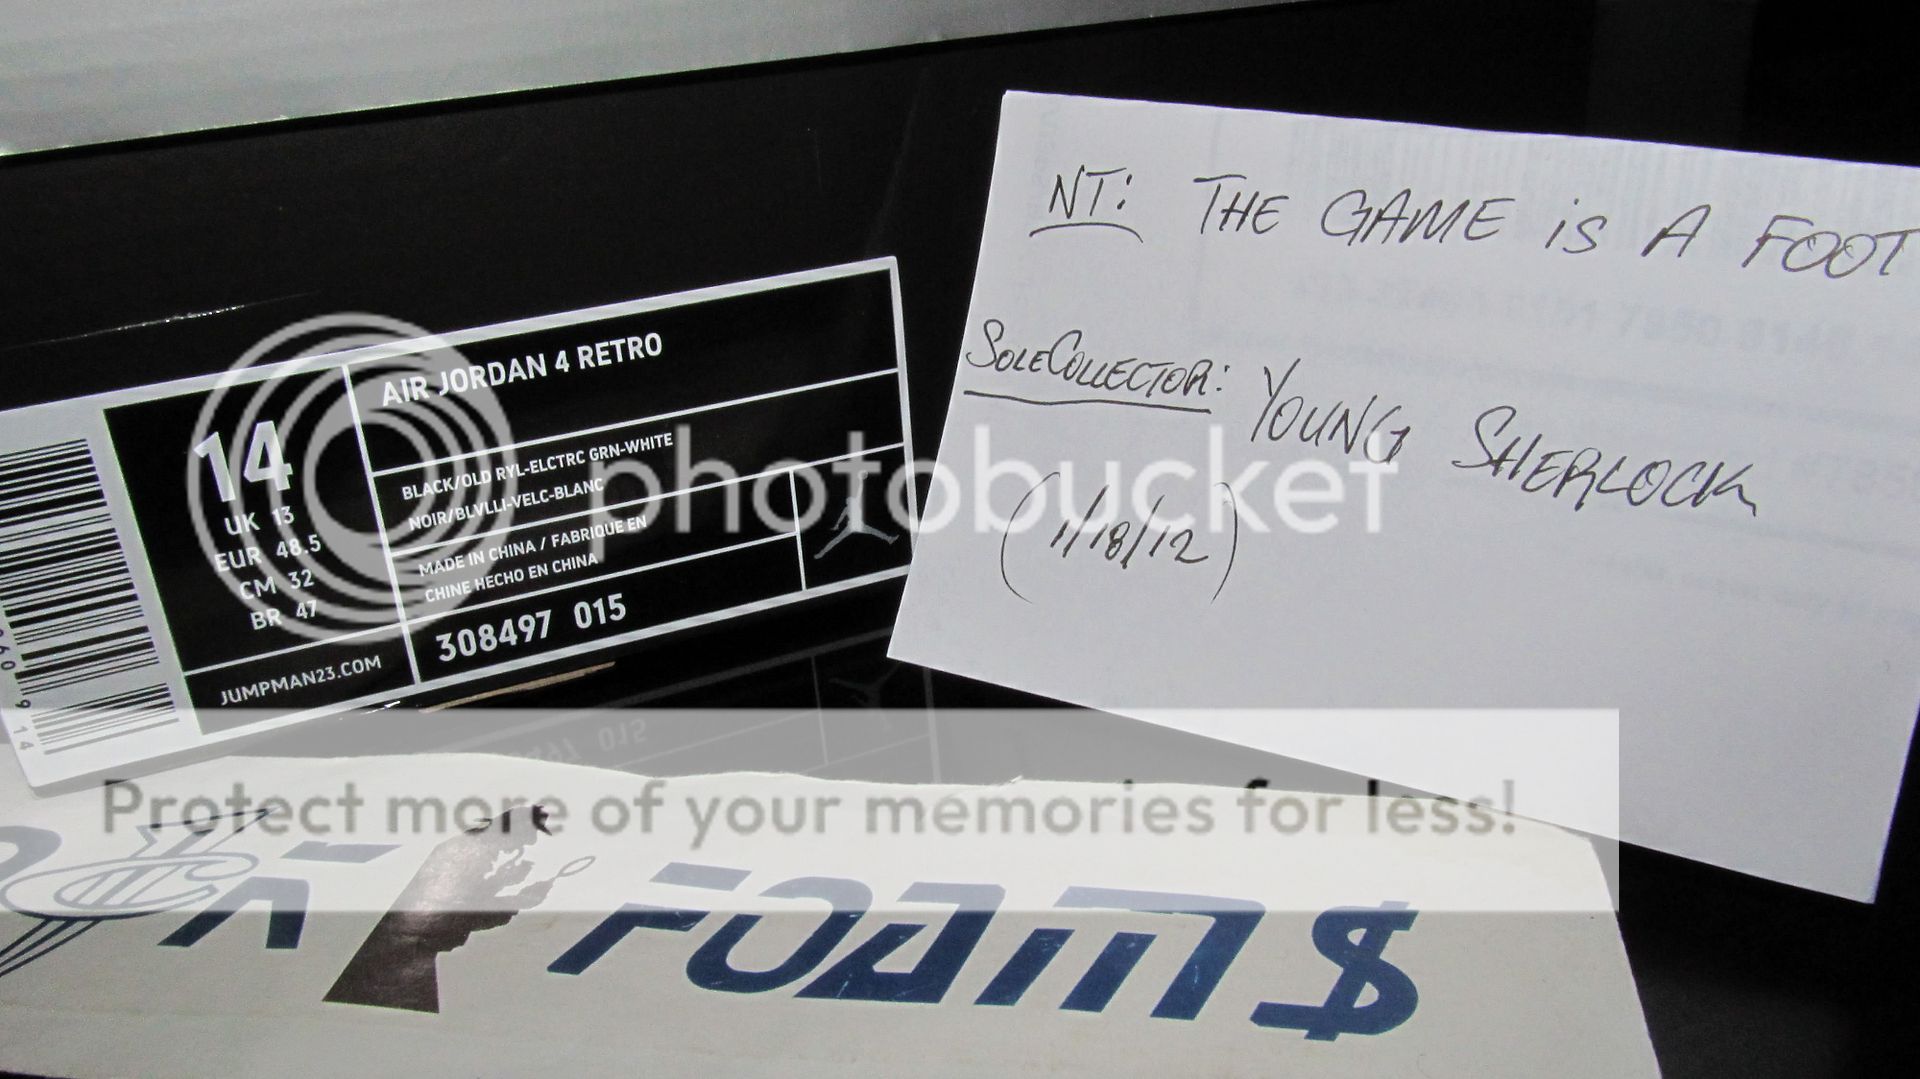 AIR JORDAN 4 RETRO
14
UK 13
EUR 48.5
CM 32
BR 47
BLACK/OLD RYL-ELCTRC GRN-WHITE
NOIR/BLVLLI-VELC-BLANC
MADE IN CHINA / FABRIQUE EN
CHINE HECHO EN CHINA
308497 015
JUMPMAN23.COM
NT: THE GAME iS A FOOT
SOLECOLLECTOR: YOUNG SHERLOCK
(1/18/12)
photobucket
Protect more of your memories for less!
FOAM$